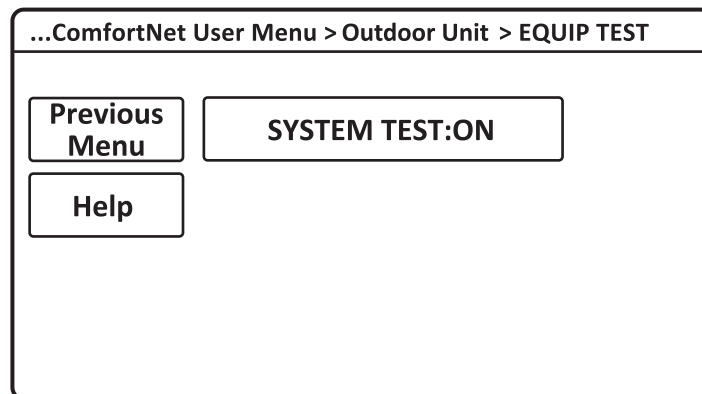 ...ComfortNet User Menu > Outdoor Unit > EQUIP TEST
Previous
Menu
SYSTEM TEST:ON
Help